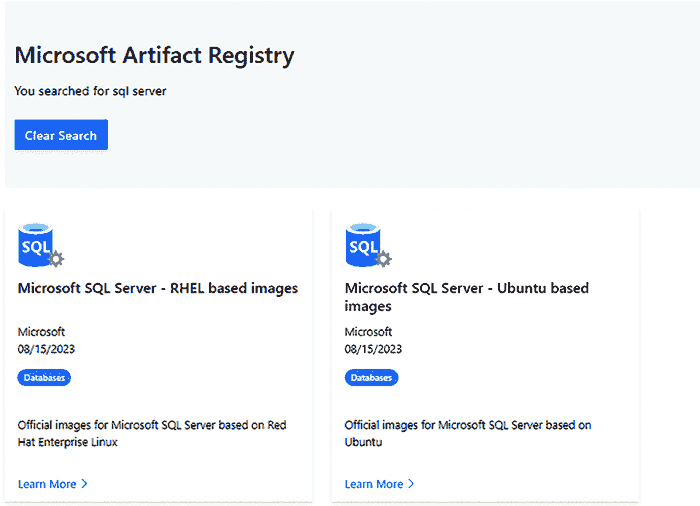 Microsoft Artifact Registry
You searched for sql server
Clear Search
SQL
Microsoft SQL Server - RHEL based images
Microsoft
08/15/2023
Databases
Official images for Microsoft SQL Server based on Red
Hat Enterprise Linux
Learn More
SQL
Microsoft SQL Server - Ubuntu based
images
Microsoft
08/15/2023
Databases
Official images for Microsoft SQL Server based on
Ubuntu
Learn More